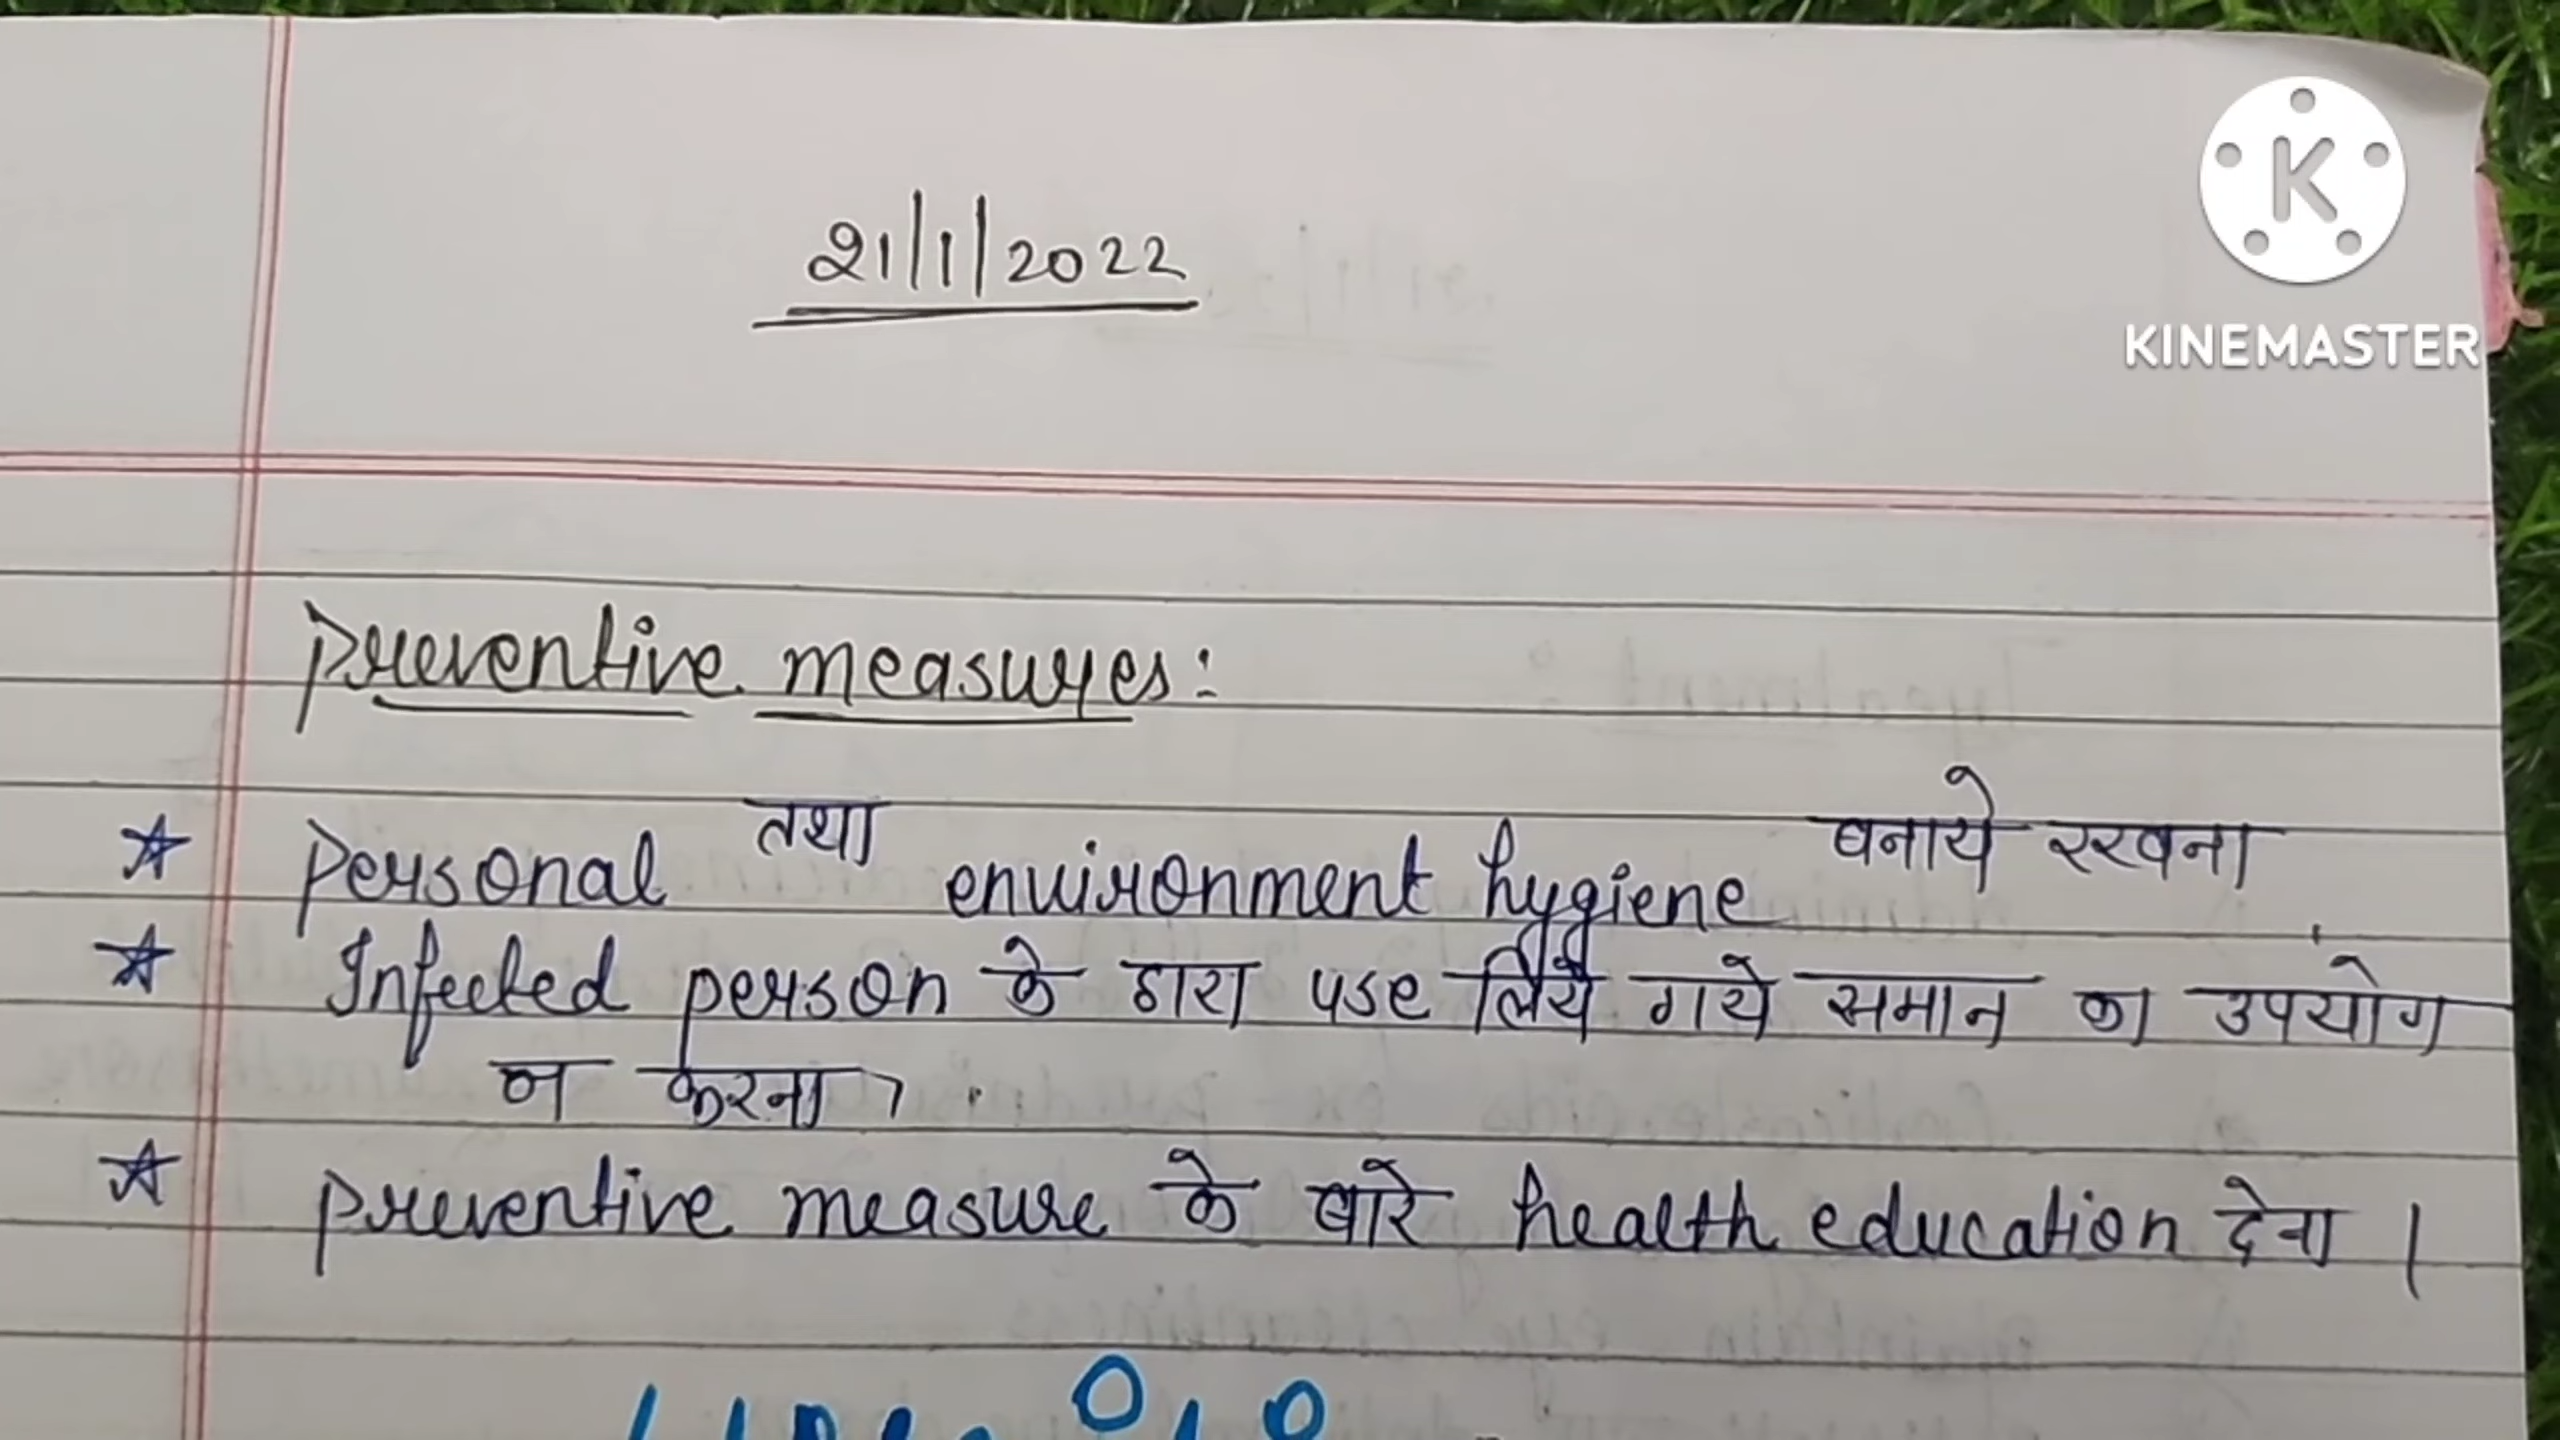 21/1/2022
KINEMASTER
Preventive measures:
☆ Personal तथा environment hygiene बनाये रखना
☆ Infected person के द्वारा use लिये गये समान का उपयोग
न करना।
☆ Preventive measure के बारे health education देना।